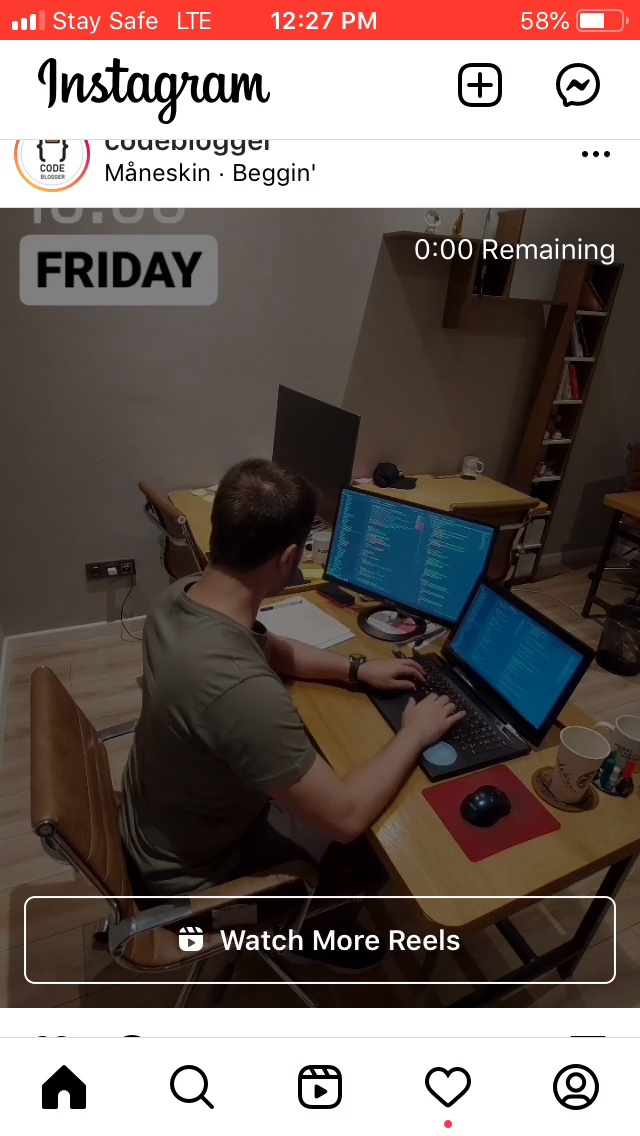 Stay Safe LTE 12:27 PM 58%
Instagram
codeblogger
CODE
BLOGGER
Måneskin · Beggin'
FRIDAY
0:00 Remaining
Watch More Reels